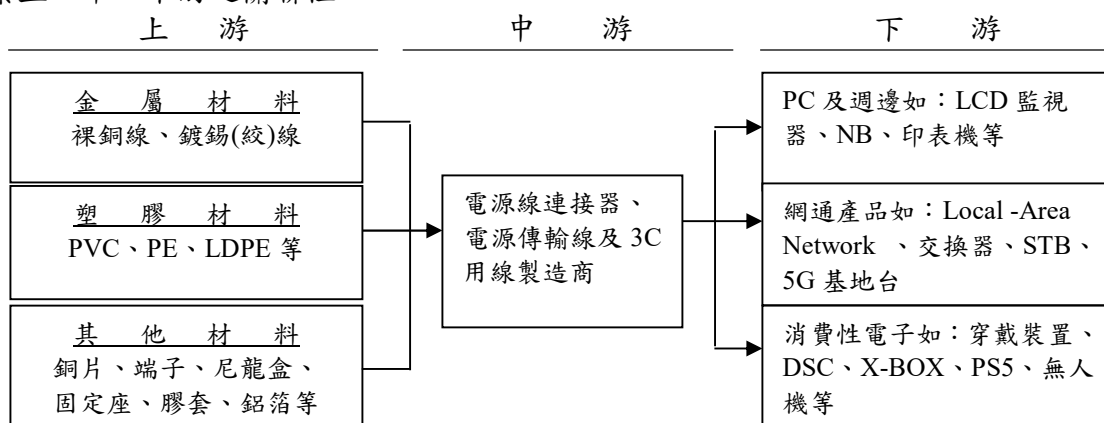 上 游
中 游
下 游
金 屬 材 料
裸銅線、鍍錫(絞)線
塑 膠 材 料
PVC、PE、LDPE 等
其 他 材 料
銅片、端子、尼龍盒、
固定座、膠套、鋁箔等
電源線連接器、
電源傳輸線及 3C
用線製造商
PC 及週邊如：LCD 監視
器、NB、印表機等
網通產品如：Local -Area
Network 、交換器、STB、
5G 基地台
消費性電子如：穿戴裝置、
DSC、X-BOX、PS5、無人
機等